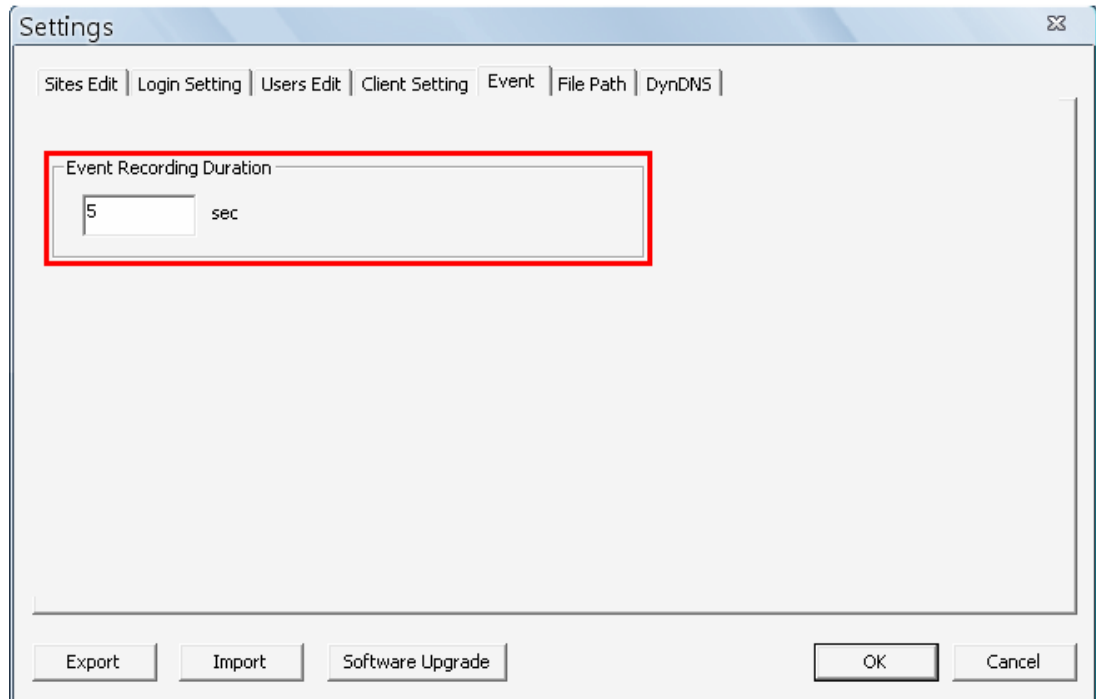 Settings
Sites Edit Login Setting Users Edit Client Setting Event File Path DynDNS
Event Recording Duration
5 sec
Export Import Software Upgrade OK Cancel